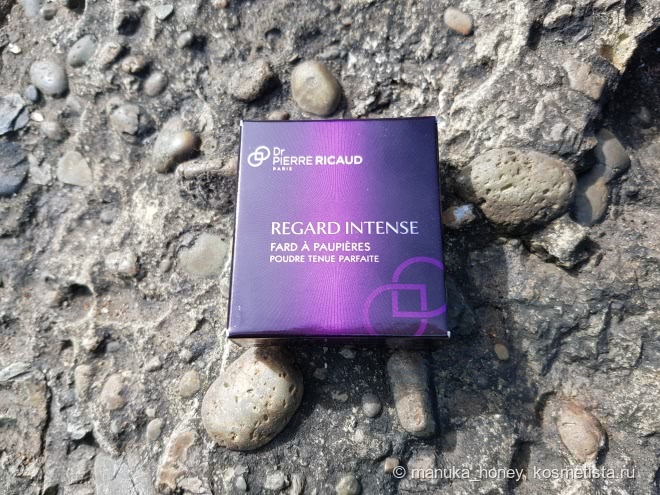 Dr
PIERRE RICAUD
PARIS
REGARD INTENSE
FARD À PAUPIÈRES
POUDRE TENUE PARFAITE
© manuka_honey, kosmetista.ru